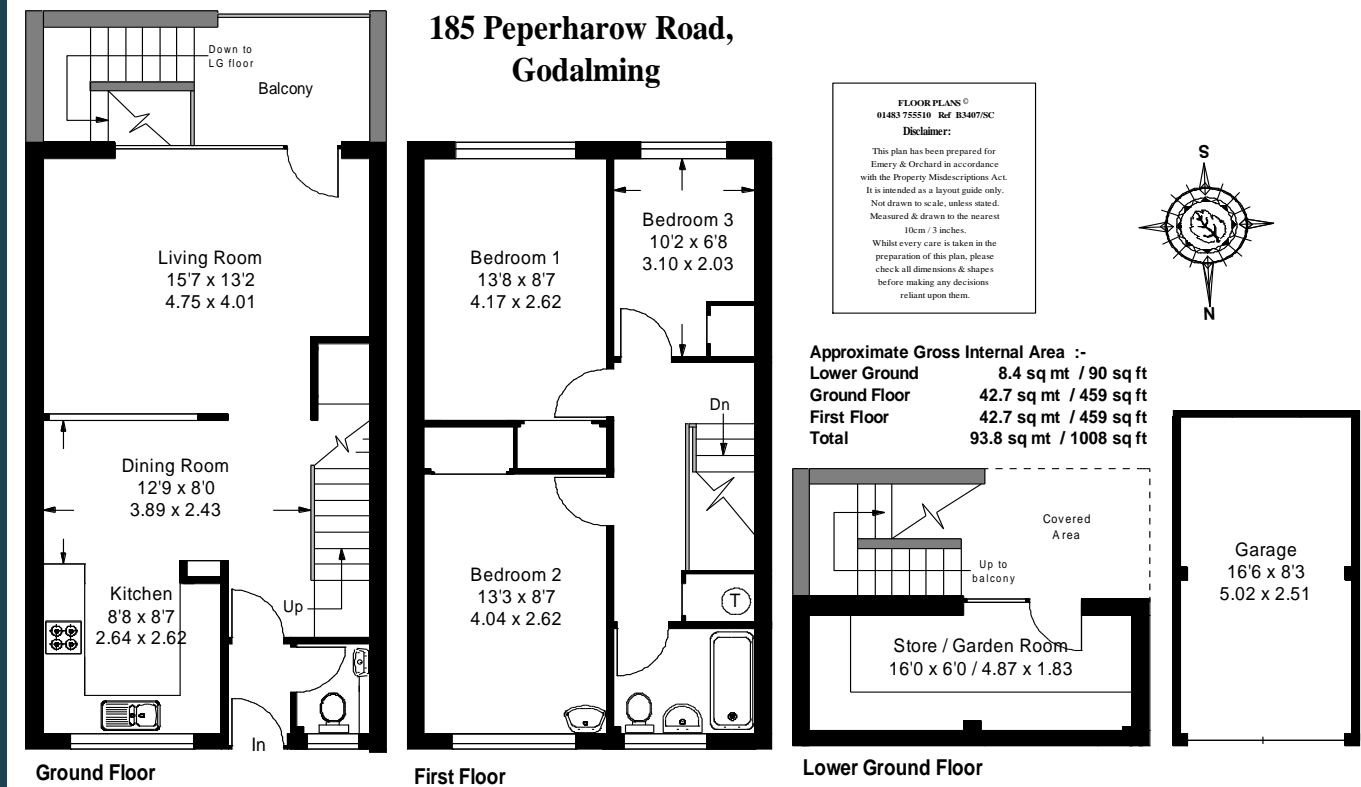 185 Peperharow Road,
Godalming
Down to
LG floor
Balcony
Living Room
15'7 x 13'2
4.75 x 4.01
Dining Room
12'9 x 8'0
3.89 x 2.43
Kitchen
8'8 x 8'7
2.64 x 2.62
Up
In
Ground Floor
Bedroom 1
13'8 x 8'7
4.17 x 2.62
Bedroom 3
10'2 x 6'8
3.10 x 2.03
Dn
Bedroom 2
13'3 x 8'7
4.04 x 2.62
T
First Floor
FLOOR PLANS ©
01483 755510 Ref B3407/SC
Disclaimer:
This plan has been prepared for
Emery & Orchard in accordance
with the Property Misdescriptions Act.
It is intended as a layout guide only.
Not drawn to scale, unless stated.
Measured & drawn to the nearest
10cm / 3 inches.
Whilst every care is taken in the
preparation of this plan, please
check all dimensions & shapes
before making any decisions
reliant upon them.
S
N
Approximate Gross Internal Area :-
Lower Ground 8.4 sq mt / 90 sq ft
Ground Floor 42.7 sq mt / 459 sq ft
First Floor 42.7 sq mt / 459 sq ft
Total 93.8 sq mt / 1008 sq ft
Covered
Area
Up to
balcony
Store / Garden Room
16'0 x 6'0 / 4.87 x 1.83
Lower Ground Floor
Garage
16'6 x 8'3
5.02 x 2.51